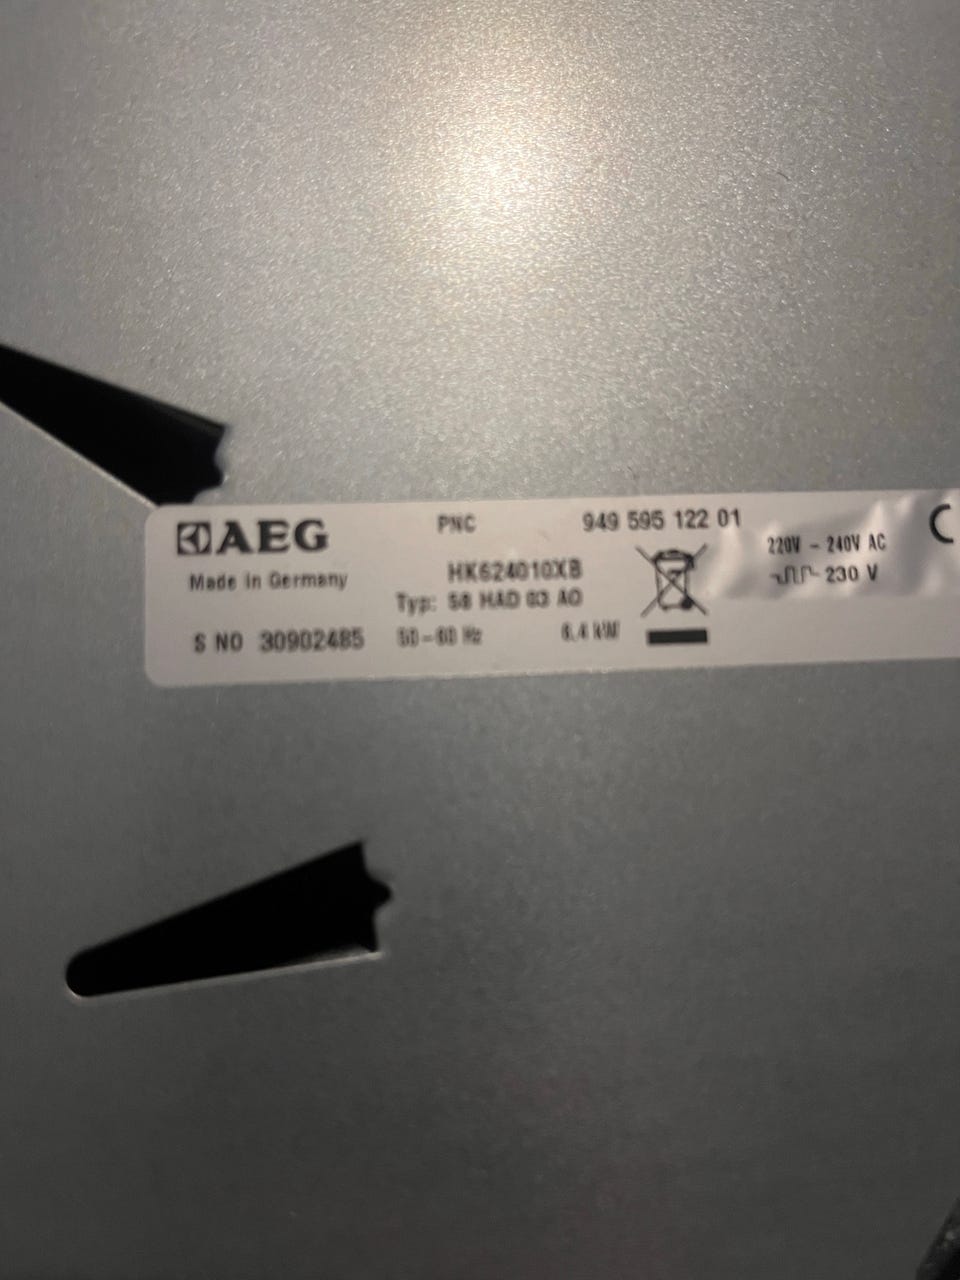 AEG PNC 949 595 122 01
220V - 240V AC
Made in Germany HK624010XB
230 V
Typ: 58 HAD 03 AO
S NO 30902485 50-60 Hz 6.4 kW